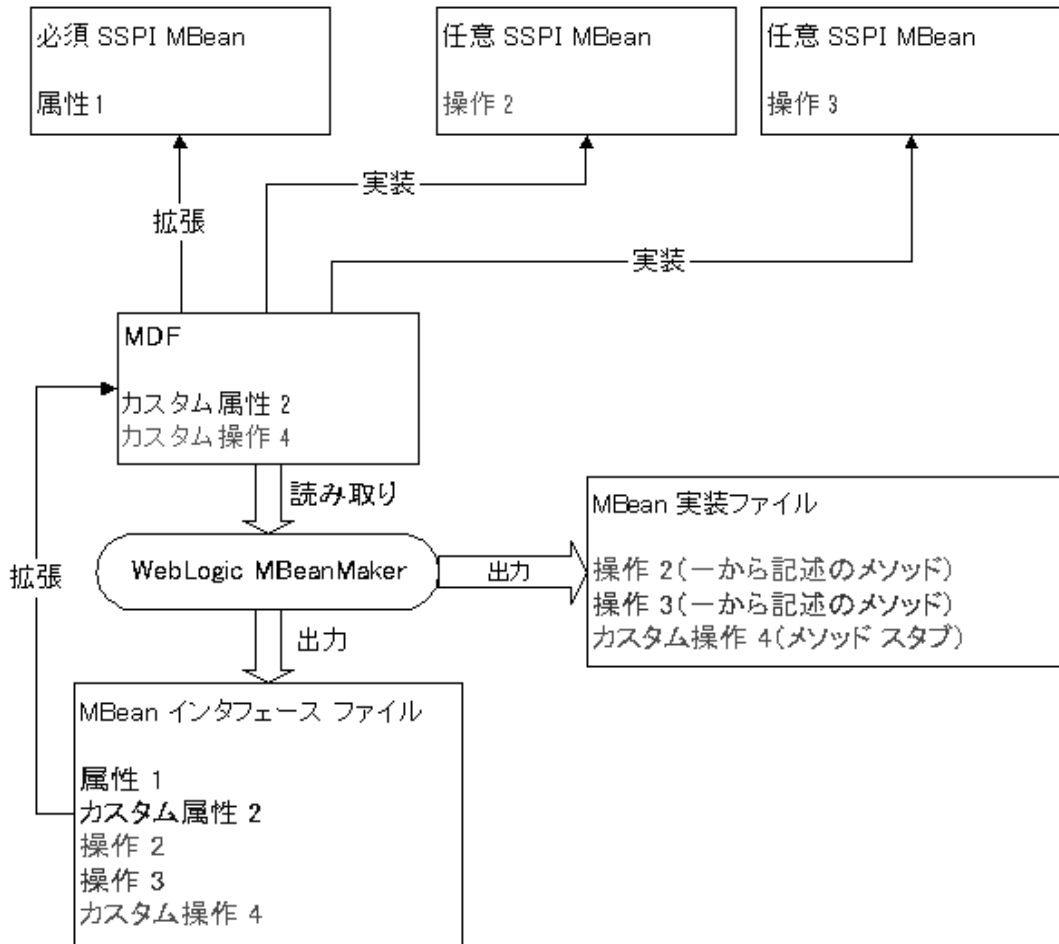 必須 SSPI MBean
属性 1
任意 SSPI MBean
操作 2
任意 SSPI MBean
操作 3
実装
拡張
実装
MDF
カスタム属性 2
カスタム操作 4
読み取り
拡張
WebLogic MBeanMaker
出力
MBean 実装ファイル
操作 2(一から記述のメソッド)
操作 3(一から記述のメソッド)
カスタム操作 4(メソッド スタブ)
出力
MBean インタフェース ファイル
属性 1
カスタム属性 2
操作 2
操作 3
カスタム操作 4